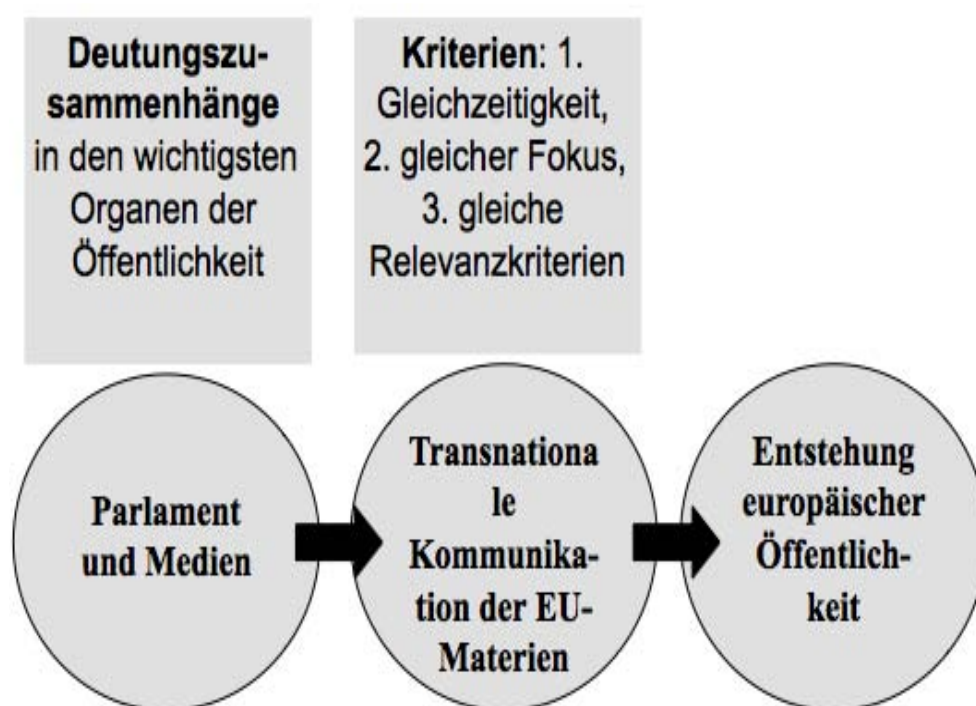 Deutungszu-
sammenhänge
in den wichtigsten
Organen der
Öffentlichkeit
Kriterien: 1.
Gleichzeitigkeit,
2. gleicher Fokus,
3. gleiche
Relevanzkriterien
Parlament
und Medien
Transnationa
le
Kommunika-
tion der EU-
Materien
Entstehung
europäischer
Öffentlich-
keit